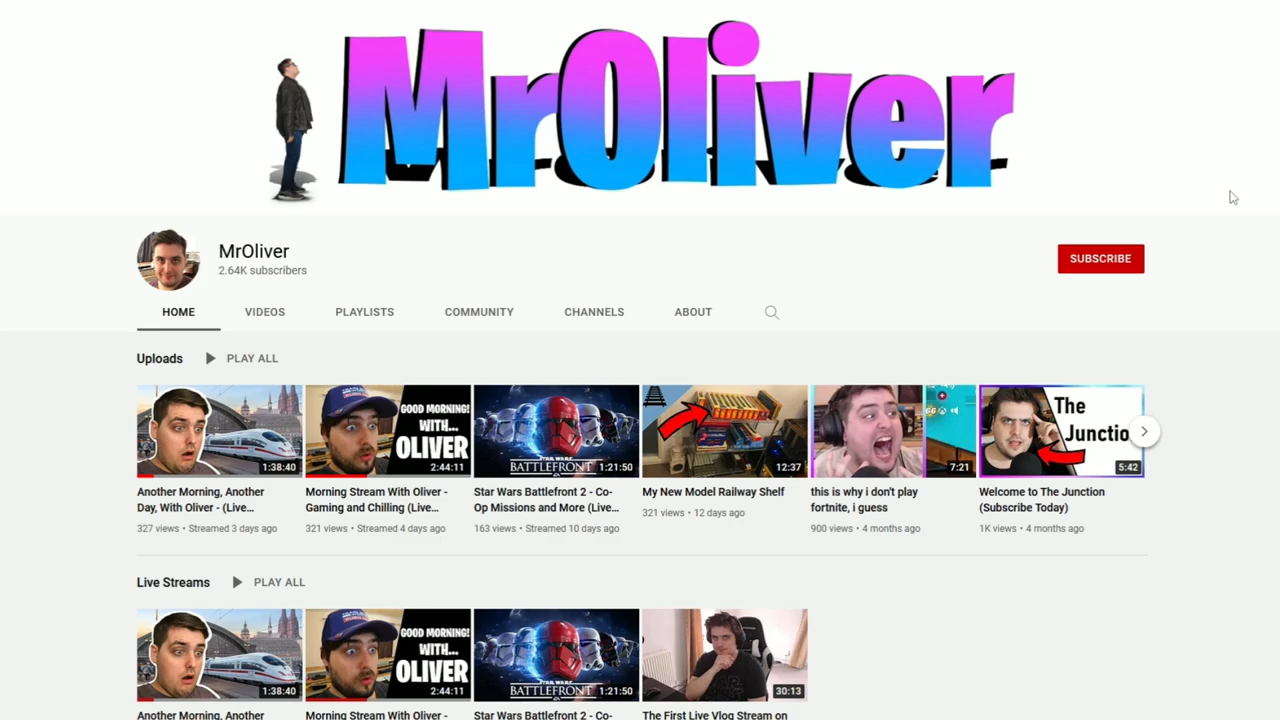 MrOliver
MrOliver
2.64K subscribers
SUBSCRIBE
HOME VIDEOS PLAYLISTS COMMUNITY CHANNELS ABOUT
Uploads PLAY ALL
1:38:40
GOOD MORNING!
WITH...
OLIVER
2:44:11
STAR WARS
BATTLEFRONT
1:21:50
12:37
7:21
The
Junctio
5:42
Another Morning, Another
Day, With Oliver - (Live...
327 views • Streamed 3 days ago
Morning Stream With Oliver -
Gaming and Chilling (Live...
321 views • Streamed 4 days ago
Star Wars Battlefront 2 - Co-
Op Missions and More (Live...
163 views • Streamed 10 days ago
My New Model Railway Shelf
321 views • 12 days ago
this is why i don't play
fortnite, i guess
900 views • 4 months ago
Welcome to The Junction
(Subscribe Today)
1K views • 4 months ago
Live Streams PLAY ALL
1:38:40
GOOD MORNING!
WITH...
OLIVER
2:44:11
STAR WARS
BATTLEFRONT
1:21:50
30:13
Another Morning, Another
Morning Stream With Oliver -
Star Wars Battlefront 2 - Co-
The First Live Vlog Stream on